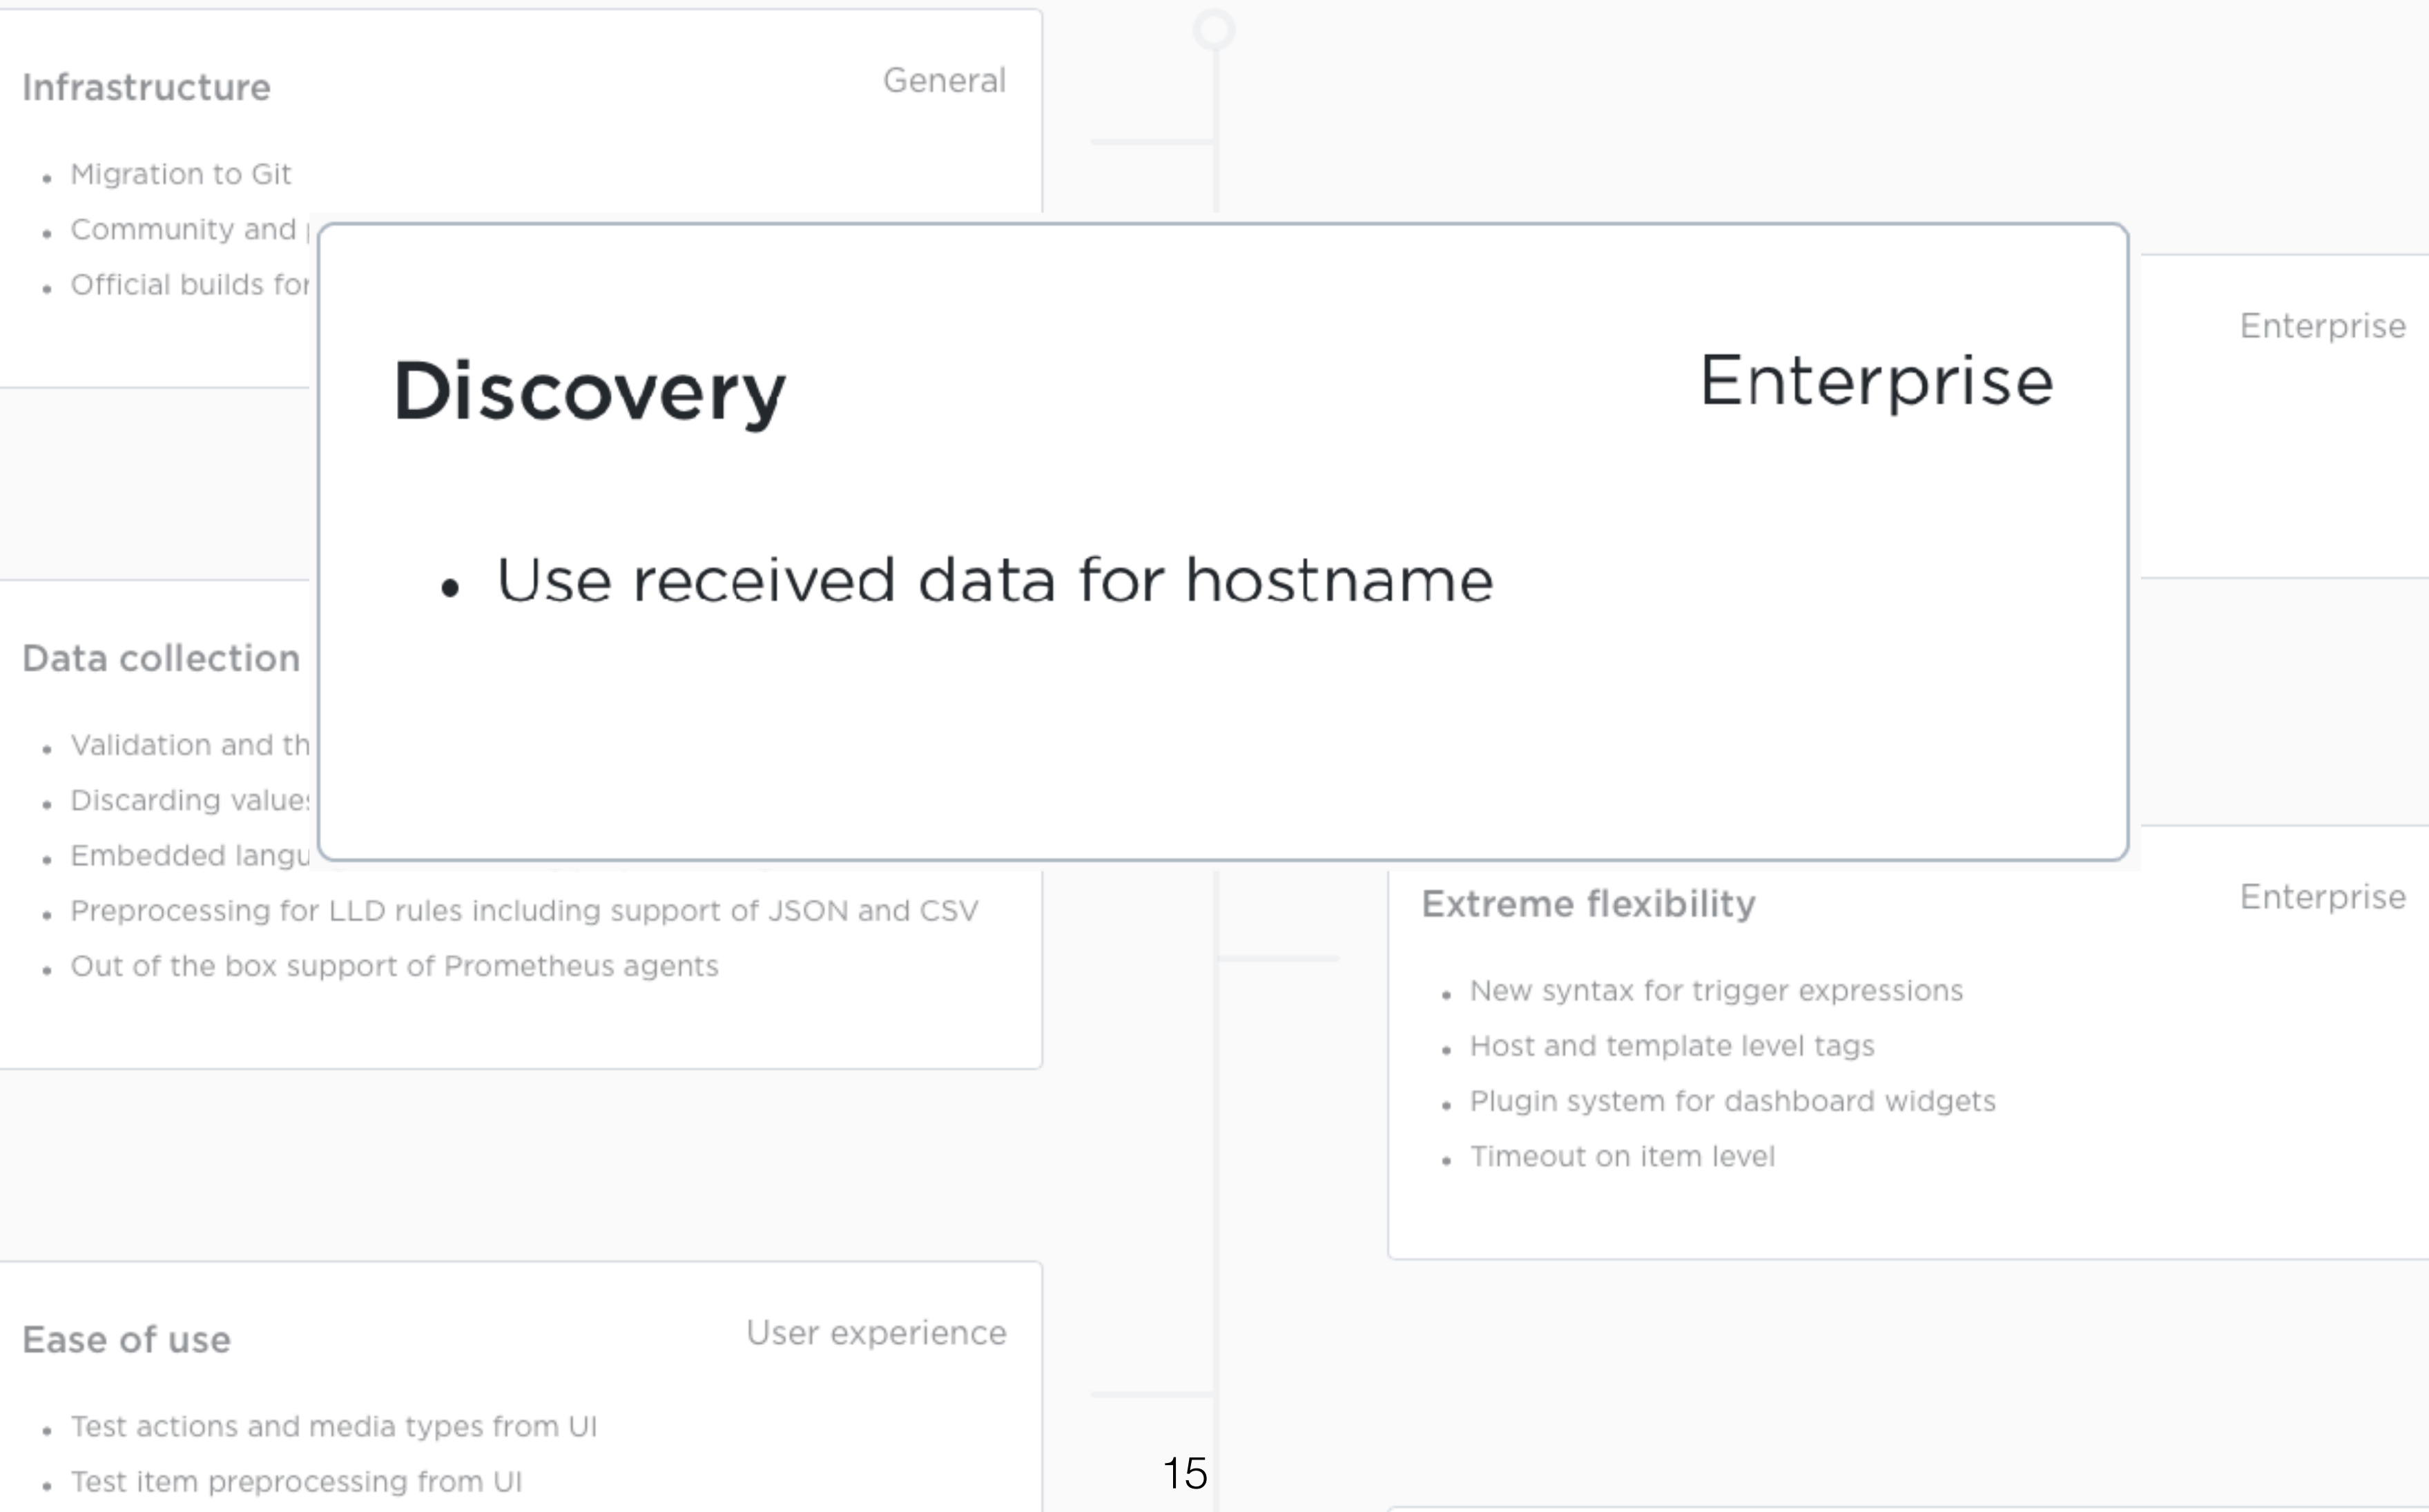 Infrastructure
General
Migration to Git
Community and
Official builds for
Enterprise
Discovery
Enterprise
• Use received data for hostname
Data collection
Validation and
Discarding
Embedded
Preprocessing for LLD rules including support of JSON and CSV
Out of the box support of Prometheus agents
Extreme flexibility
Enterprise
New syntax for trigger expressions
Host and template level tags
Plugin system for dashboard widgets
Timeout on item level
Ease of use
User experience
Test actions and media types from UI
Test item preprocessing from UI
15